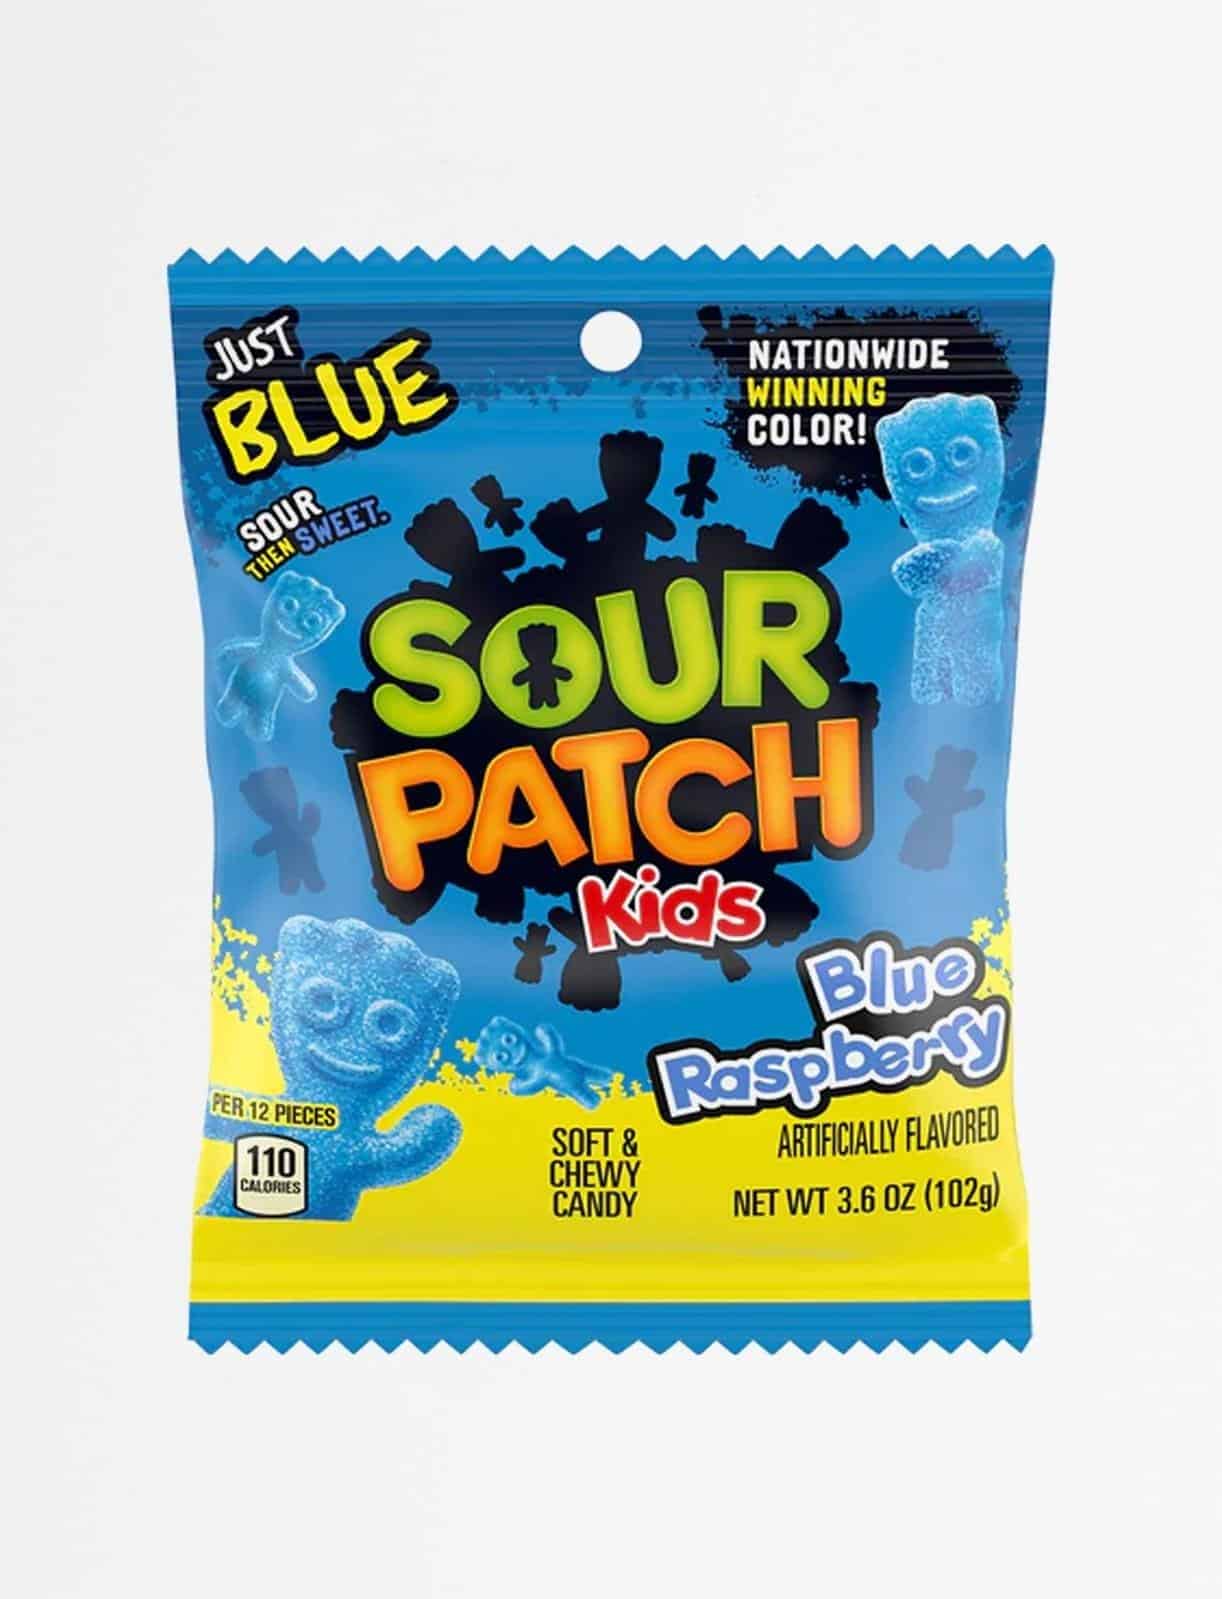 JUST
BLUE
NATIONWIDE
WINNING
COLOR!
SOUR
THEN SWEET.
SOUR
PATCH
Kids
Blue
Raspberry
PER 12 PIECES
110
CALORIES
SOFT &
CHEWY
CANDY
ARTIFICIALLY FLAVORED
NET WT 3.6 OZ (102g)